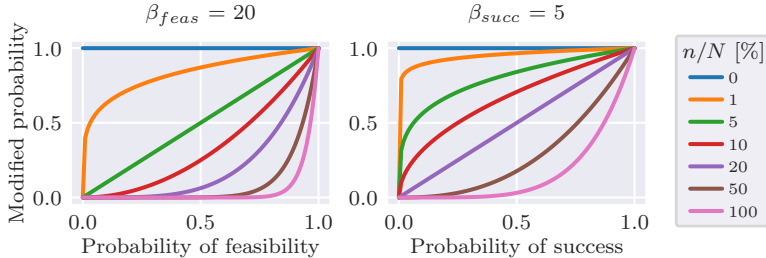 β_feas = 20
β_succ = 5
Modified probability
1.0
0.5
0.0
0.0 0.5 1.0
Probability of feasibility
1.0
0.5
0.0
0.0 0.5 1.0
Probability of success
n/N [%]
0
1
5
10
20
50
100